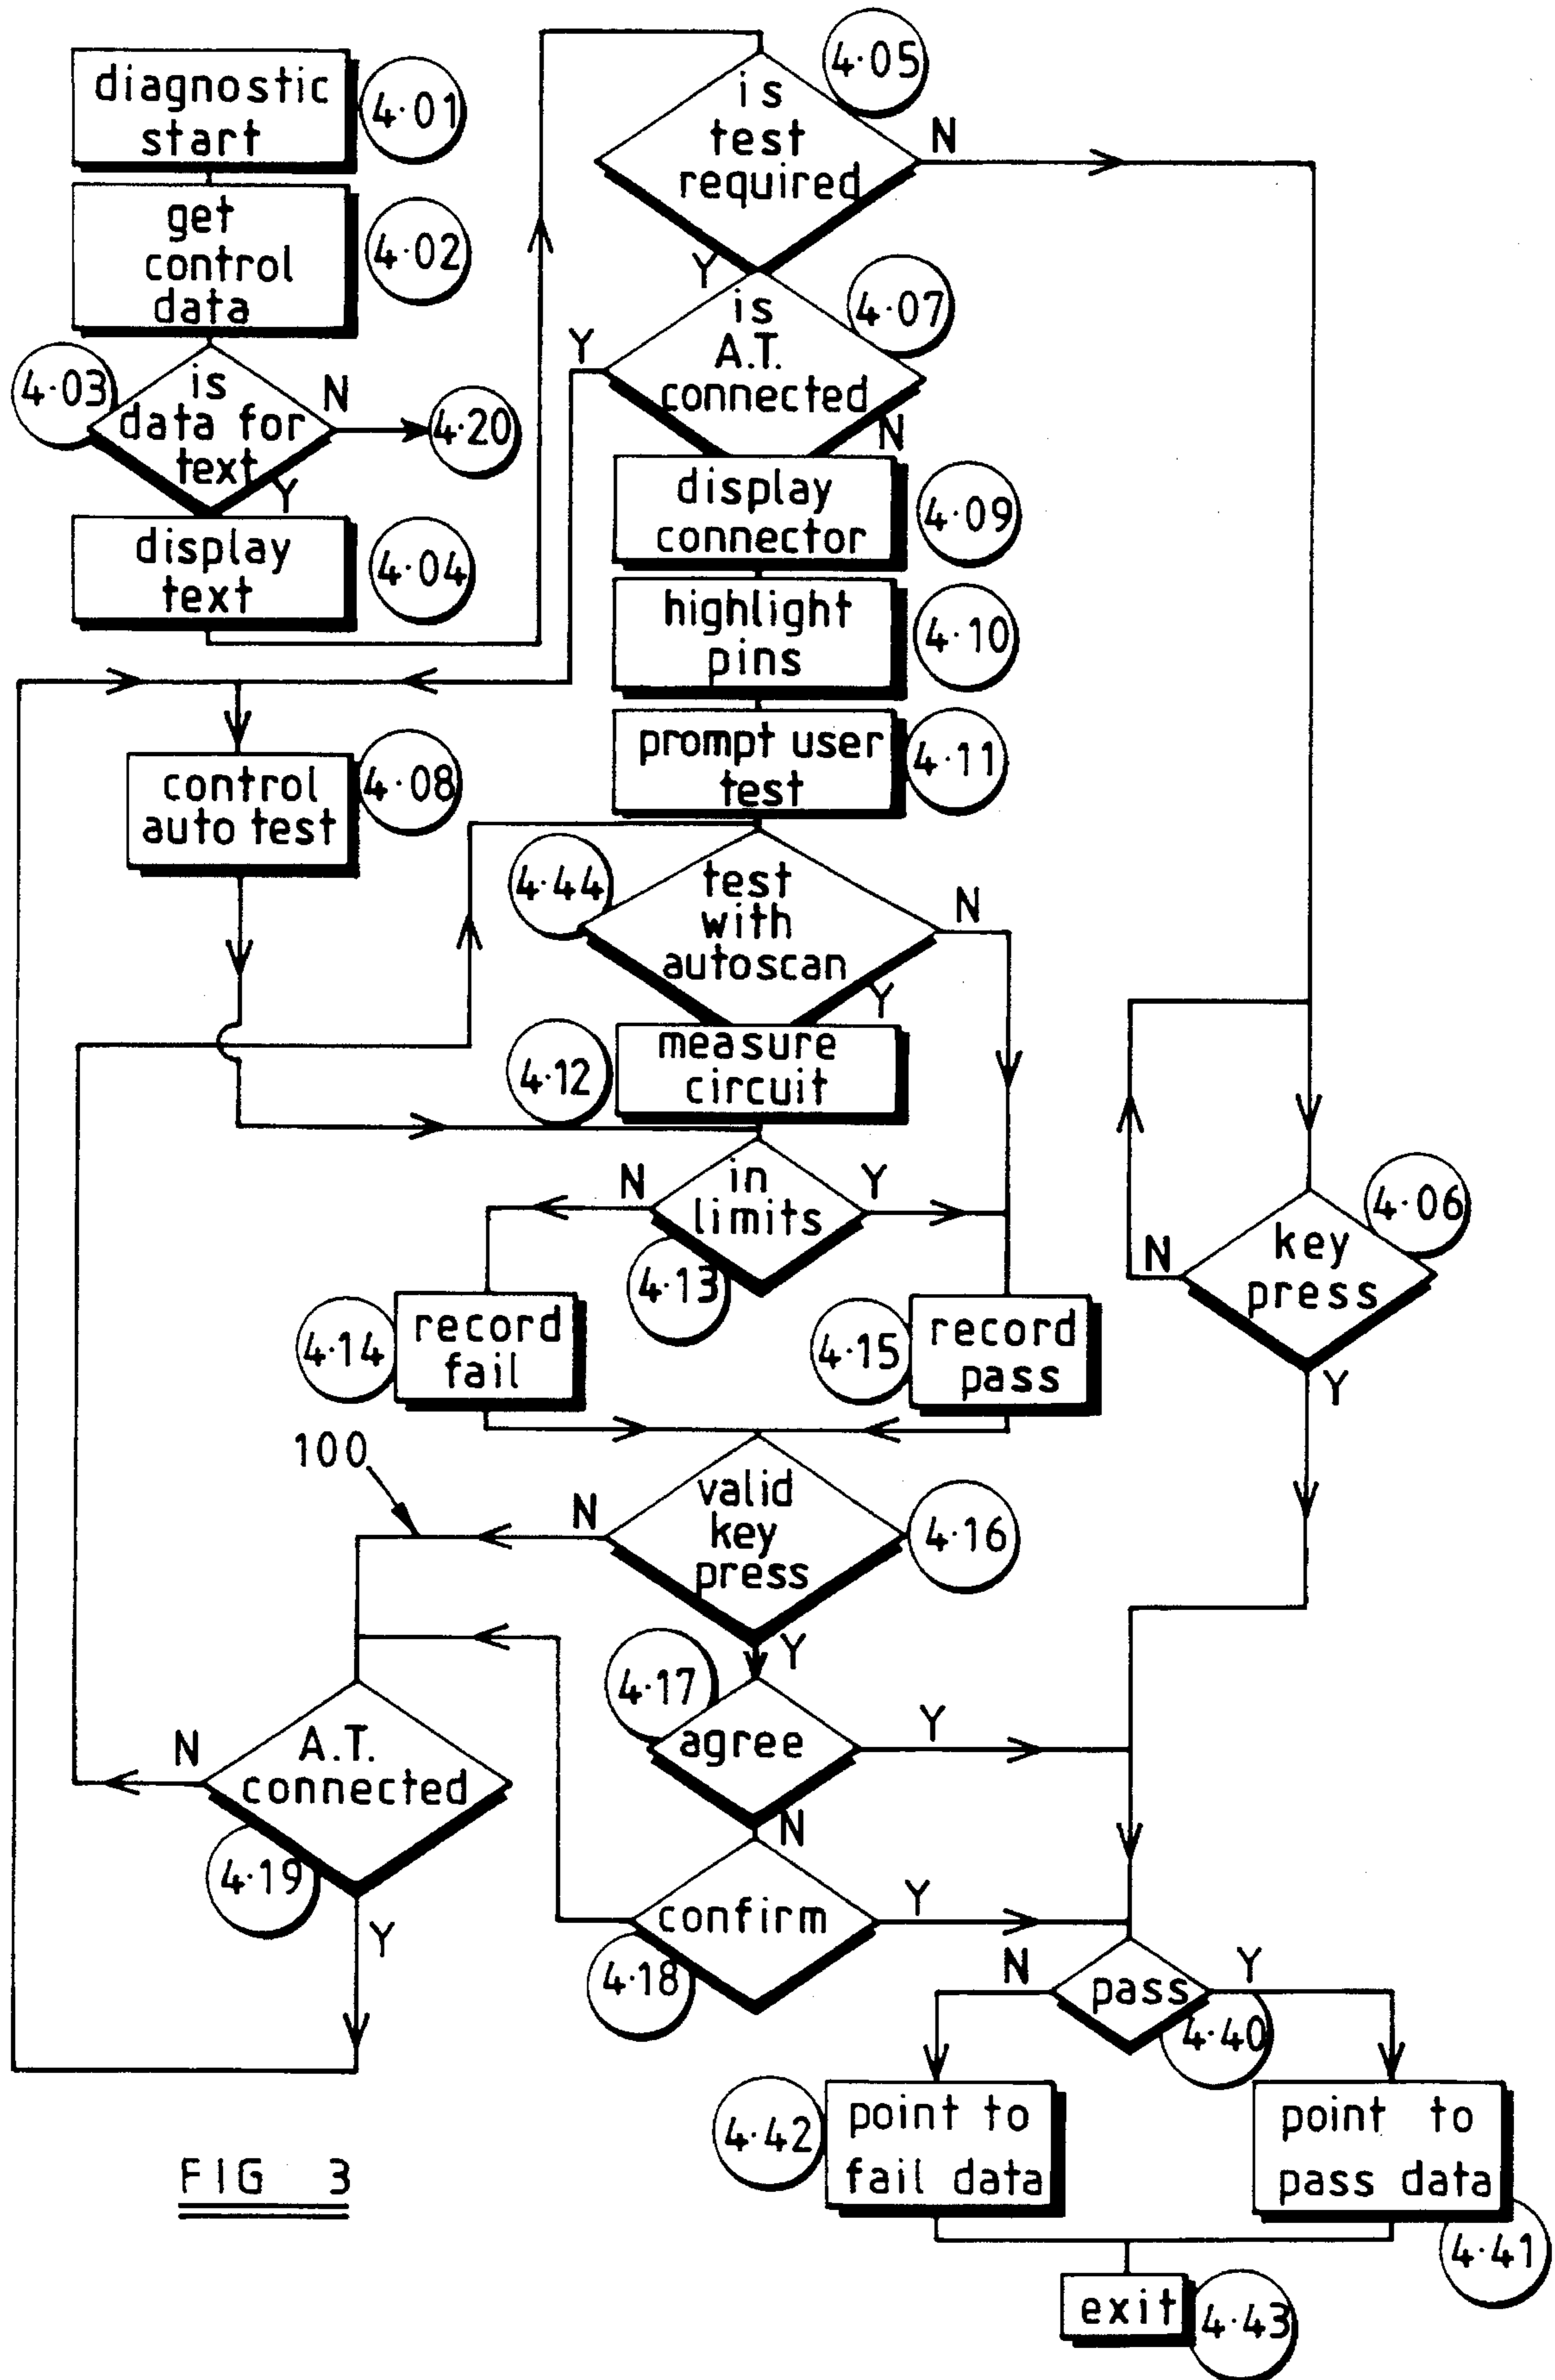 diagnostic
start
4.01
get
control
data
4.02
4.03
is
data for
text
N
Y
4.20
display
text
4.04
is
test
required
4.05
N
Y
is
A.T.
connected
4.07
Y
N
display
connector
4.09
highlight
pins
4.10
prompt user
test
4.11
control
auto test
4.08
4.44
test
with
autoscan
N
Y
4.12
measure
circuit
in
limits
N
Y
4.13
4.14
record
fail
4.15
record
pass
key
press
4.06
N
Y
100
valid
key
press
4.16
N
Y
4.17
agree
Y
N
A.T.
connected
N
4.19
Y
confirm
Y
4.18
pass
N
Y
4.40
4.42
point to
fail data
point to
pass data
4.41
exit
4.43
FIG 3